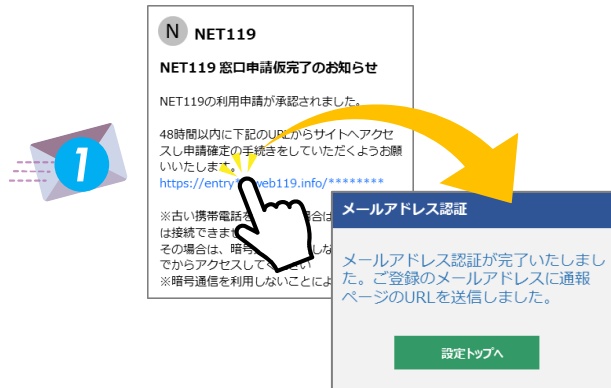 1
N NET119
NET119 窓口申請仮完了のお知らせ
NET119の利用申請が承認されました。
48時間以内に下記のURLからサイトへアクセ
スし申請確定の手続きをしていただくようお願
いいたします。
https://entry web119.info/********
※古い携帯電話を 場合は
は接続できませ
その場合は、暗号 しな
でからアクセスしてください
※暗号通信を利用しないことによ
メールアドレス認証
メールアドレス認証が完了いたしまし
た。ご登録のメールアドレスに通報
ページのURLを送信しました。
設定トップへ